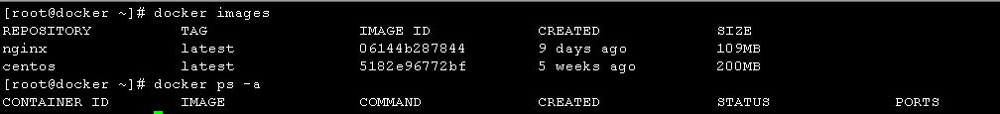 [root@docker ~]# docker images
REPOSITORY TAG IMAGE ID CREATED SIZE
nginx latest 06144b287844 9 days ago 109MB
centos latest 5182e96772bf 5 weeks ago 200MB
[root@docker ~]# docker ps -a
CONTAINER ID IMAGE COMMAND CREATED STATUS PORTS